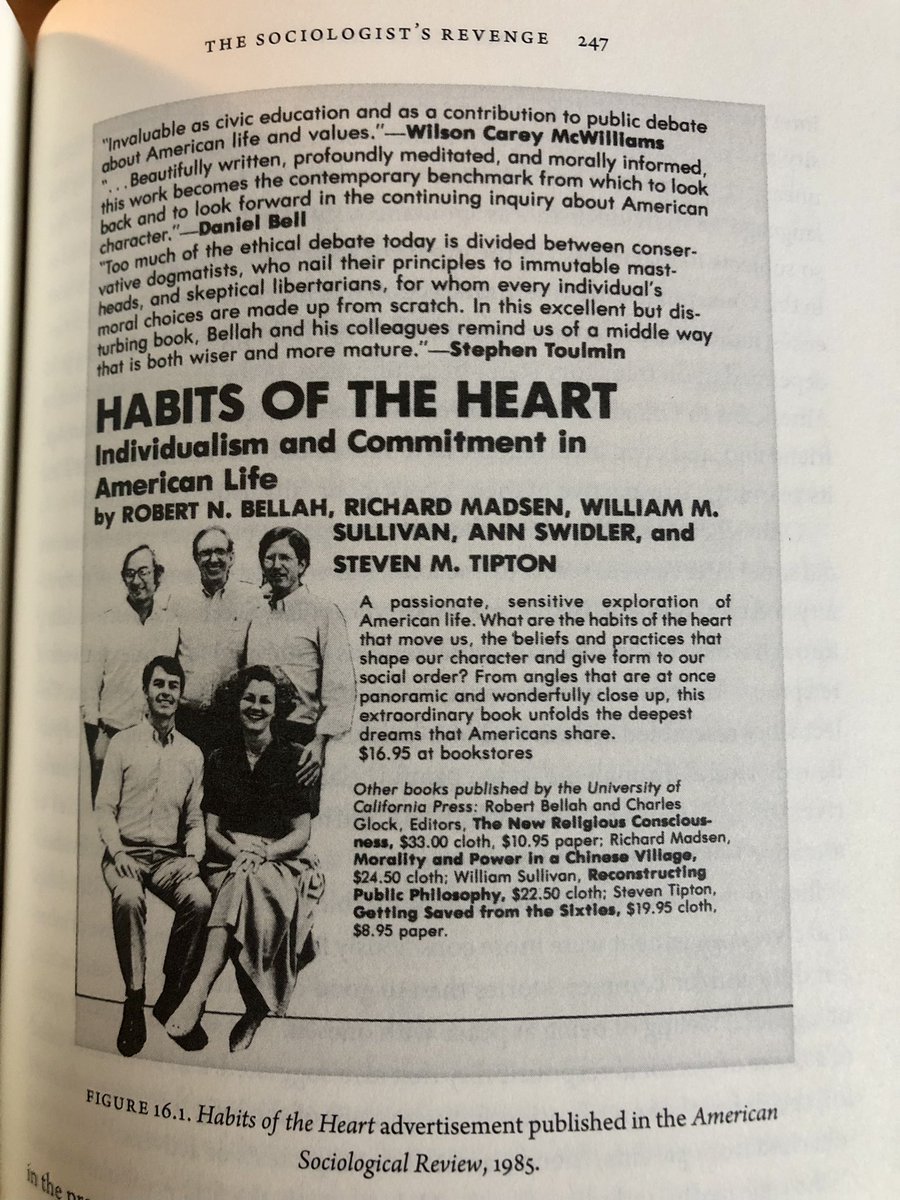 THE SOCIOLOGIST'S REVENGE 247
"Invaluable as civic education and as a contribution to public debate
about American life and values."—Wilson Carey McWilliams
". . . Beautifully written, profoundly meditated, and morally informed,
this work becomes the contemporary benchmark from which to look
back and to look forward in the continuing inquiry about American
character."—Daniel Bell
"Too much of the ethical debate today is divided between conser-
vative dogmatists, who nail their principles to immutable mast-
heads, and skeptical libertarians, for whom every individual's
moral choices are made up from scratch. In this excellent but dis-
turbing book, Bellah and his colleagues remind us of a middle way
that is both wiser and more mature."—Stephen Toulmin
HABITS OF THE HEART
Individualism and Commitment in
American Life
by ROBERT N. BELLAH, RICHARD MADSEN, WILLIAM M.
SULLIVAN, ANN SWIDLER, and
STEVEN M. TIPTON
A passionate, sensitive exploration of
American life. What are the habits of the heart
that move us, the beliefs and practices that
shape our character and give form to our
social order? From angles that are at once
panoramic and wonderfully close up, this
extraordinary book unfolds the deepest
dreams that Americans share.
$16.95 at bookstores
Other books published by the University of
California Press: Robert Bellah and Charles
Glock, Editors, The New Religious Conscious-
ness, $33.00 cloth, $10.95 paper; Richard Madsen,
Morality and Power in a Chinese Village,
$24.50 cloth; William Sullivan, Reconstructing
Public Philosophy, $22.50 cloth; Steven Tipton,
Getting Saved from the Sixties, $19.95 cloth,
$8.95 paper.
FIGURE 16.1. Habits of the Heart advertisement published in the American
Sociological Review, 1985.
in the